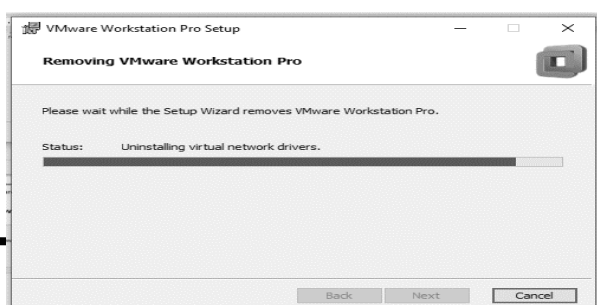 VMware Workstation Pro Setup
Removing VMware Workstation Pro
Please wait while the Setup Wizard removes VMware Workstation Pro.
Status: Uninstalling virtual network drivers.
Back Next Cancel